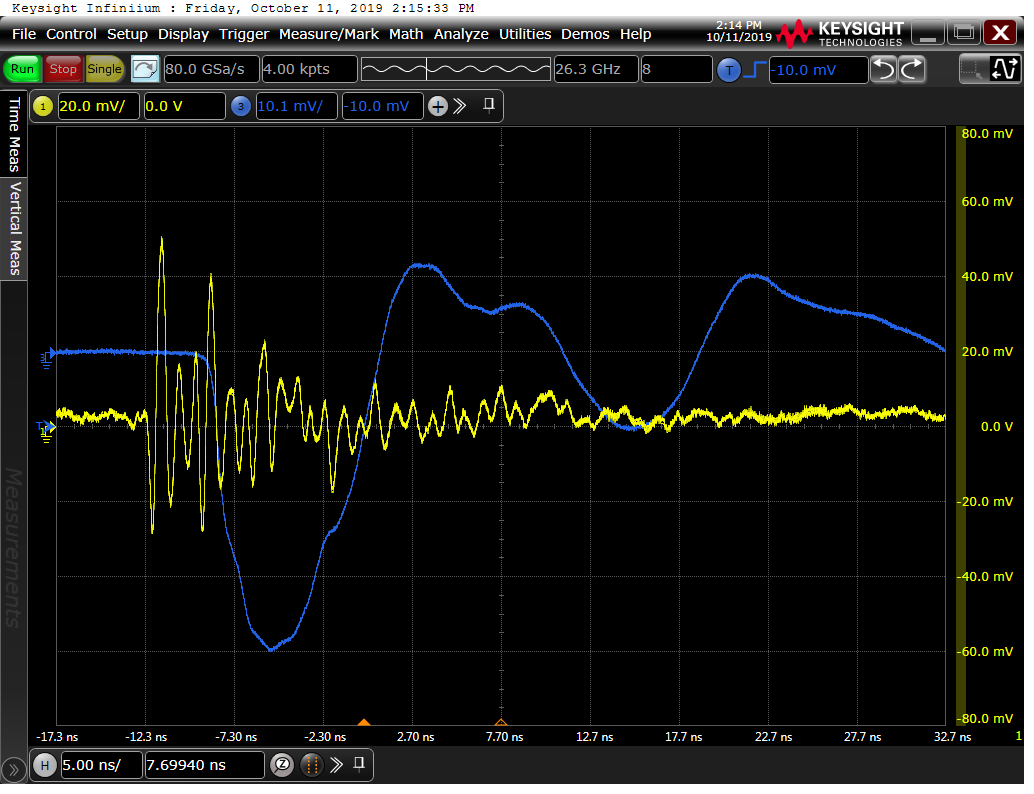 Keysight Infiniium : Friday, October 11, 2019 2:15:33 PM
File Control Setup Display Trigger Measure/Mark Math Analyze Utilities Demos Help
2:14 PM
10/11/2019
KEYSIGHT
TECHNOLOGIES
X
Run Stop Single 80.0 GSa/s 4.00 kpts 26.3 GHz 8 T -10.0 mV
1 20.0 mV/ 0.0 V 3 10.1 mV/ -10.0 mV +
Time Meas
Vertical Meas
Measurements
80.0 mV
60.0 mV
40.0 mV
20.0 mV
0.0 V
-20.0 mV
-40.0 mV
-60.0 mV
-80.0 mV
T
-17.3 ns -12.3 ns -7.30 ns -2.30 ns 2.70 ns 7.70 ns 12.7 ns 17.7 ns 22.7 ns 27.7 ns 32.7 ns 1
H 5.00 ns/ 7.69940 ns Z